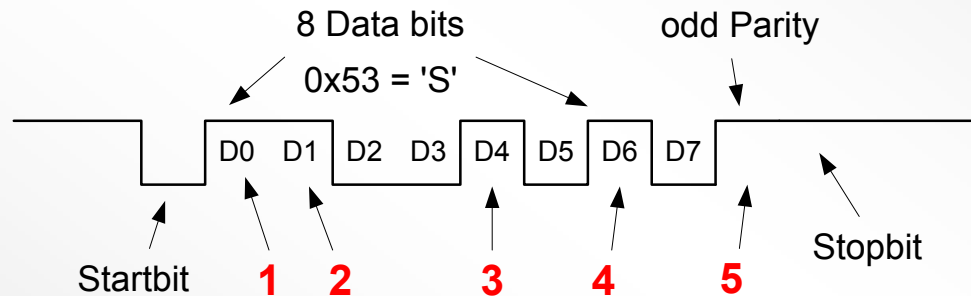 8 Data bits
odd Parity
0x53 = 'S'
D0 D1 D2 D3 D4 D5 D6 D7
Startbit
1 2 3 4 5
Stopbit